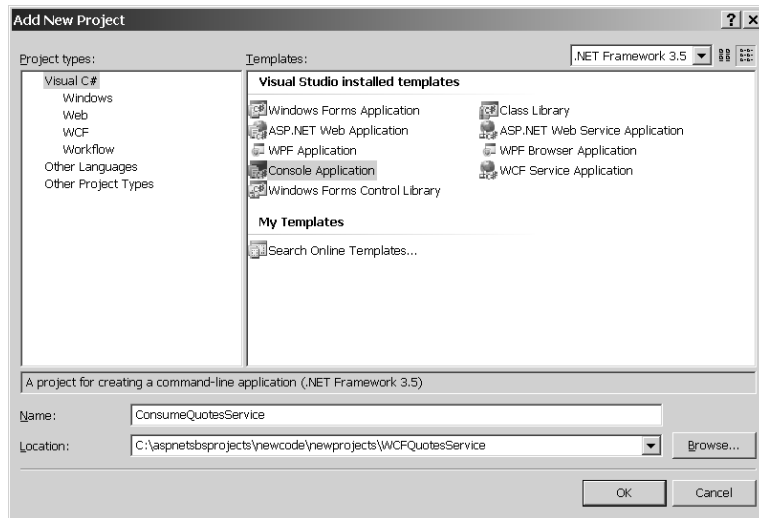 Add New Project
Project types:
Templates:
.NET Framework 3.5
Visual C#
Windows
Web
WCF
Workflow
Other Languages
Other Project Types
Visual Studio installed templates
Windows Forms Application
Class Library
ASP.NET Web Application
ASP.NET Web Service Application
WPF Application
WPF Browser Application
Console Application
WCF Service Application
Windows Forms Control Library
My Templates
Search Online Templates...
A project for creating a command-line application (.NET Framework 3.5)
Name:
ConsumeQuotesService
Location:
C:\aspnetsbsprojects\newcode\newprojects\WCFQuotesService
Browse...
OK
Cancel